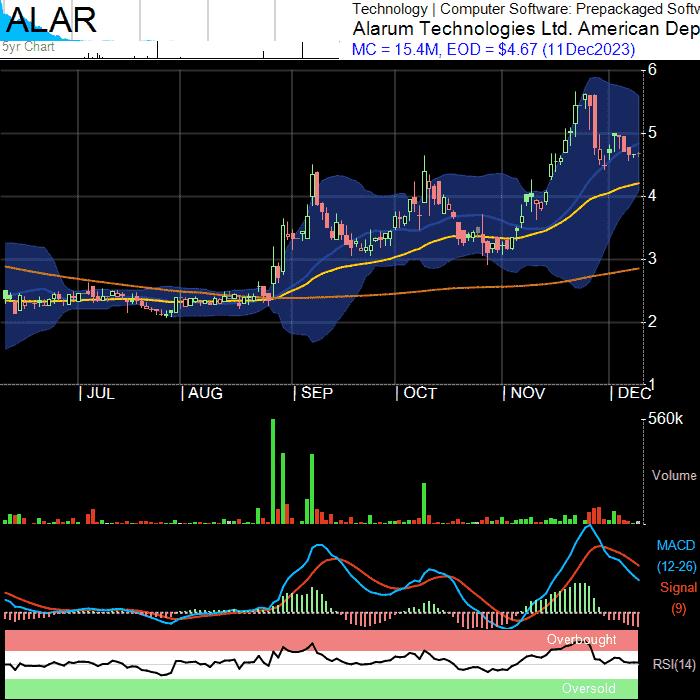 ALAR
5yr Chart
Technology | Computer Software: Prepackaged Softw
Alarum Technologies Ltd. American Dep
MC = 15.4M, EOD = $4.67 (11Dec2023)
6
5
4
3
2
1
| JUL | AUG | SEP | OCT | NOV | DEC
560k
Volume
MACD
(12-26)
Signal
(9)
Overbought
RSI(14)
Oversold